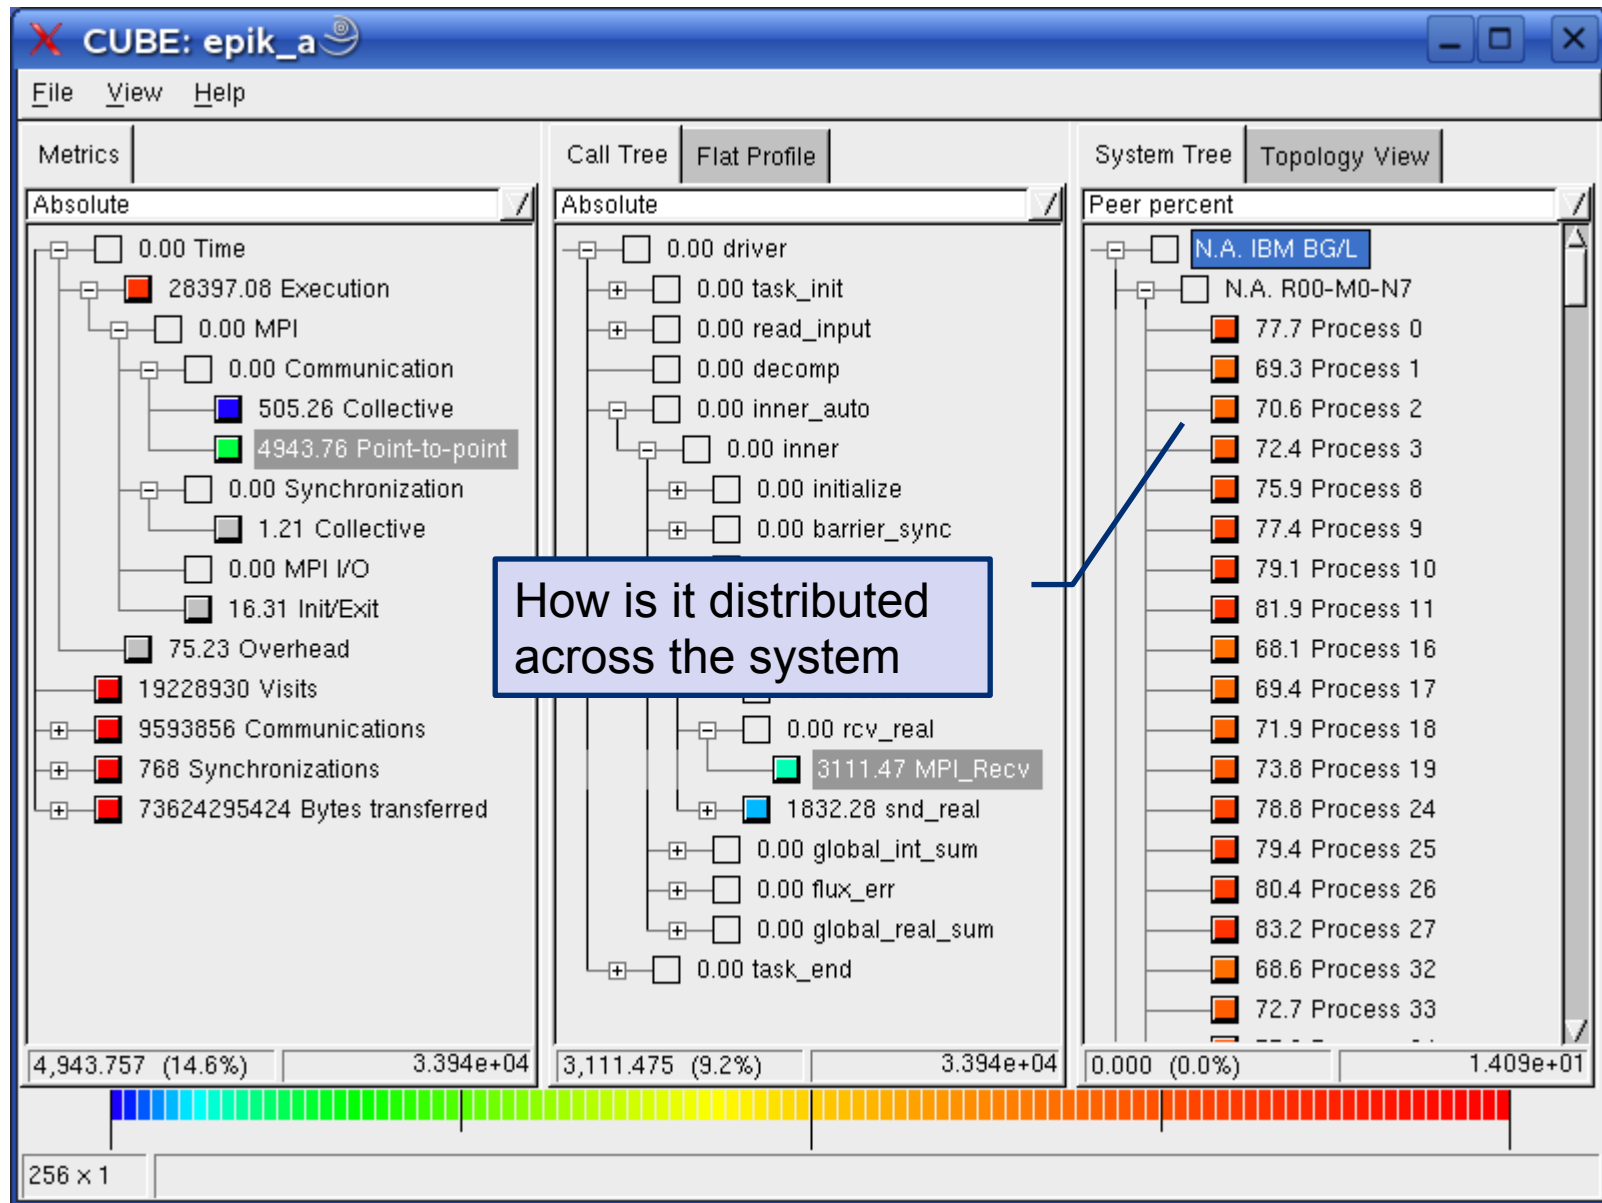 CUBE: epik_a
File View Help
Metrics
Absolute
0.00 Time
28397.08 Execution
0.00 MPI
0.00 Communication
505.26 Collective
4943.76 Point-to-point
0.00 Synchronization
1.21 Collective
0.00 MPI I/O
16.31 Init/Exit
75.23 Overhead
19228930 Visits
9593856 Communications
768 Synchronizations
73624295424 Bytes transferred
4,943.757 (14.6%) 3.394e+04
Call Tree Flat Profile
Absolute
0.00 driver
0.00 task_init
0.00 read_input
0.00 decomp
0.00 inner_auto
0.00 inner
0.00 initialize
0.00 barrier_sync
How is it distributed
across the system
0.00 rcv_real
3111.47 MPI_Recv
1832.28 snd_real
0.00 global_int_sum
0.00 flux_err
0.00 global_real_sum
0.00 task_end
3,111.475 (9.2%) 3.394e+04
System Tree Topology View
Peer percent
N.A. IBM BG/L
N.A. R00-M0-N7
77.7 Process 0
69.3 Process 1
70.6 Process 2
72.4 Process 3
75.9 Process 8
77.4 Process 9
79.1 Process 10
81.9 Process 11
68.1 Process 16
69.4 Process 17
71.9 Process 18
73.8 Process 19
78.8 Process 24
79.4 Process 25
80.4 Process 26
83.2 Process 27
68.6 Process 32
72.7 Process 33
0.000 (0.0%) 1.409e+01
256 x 1